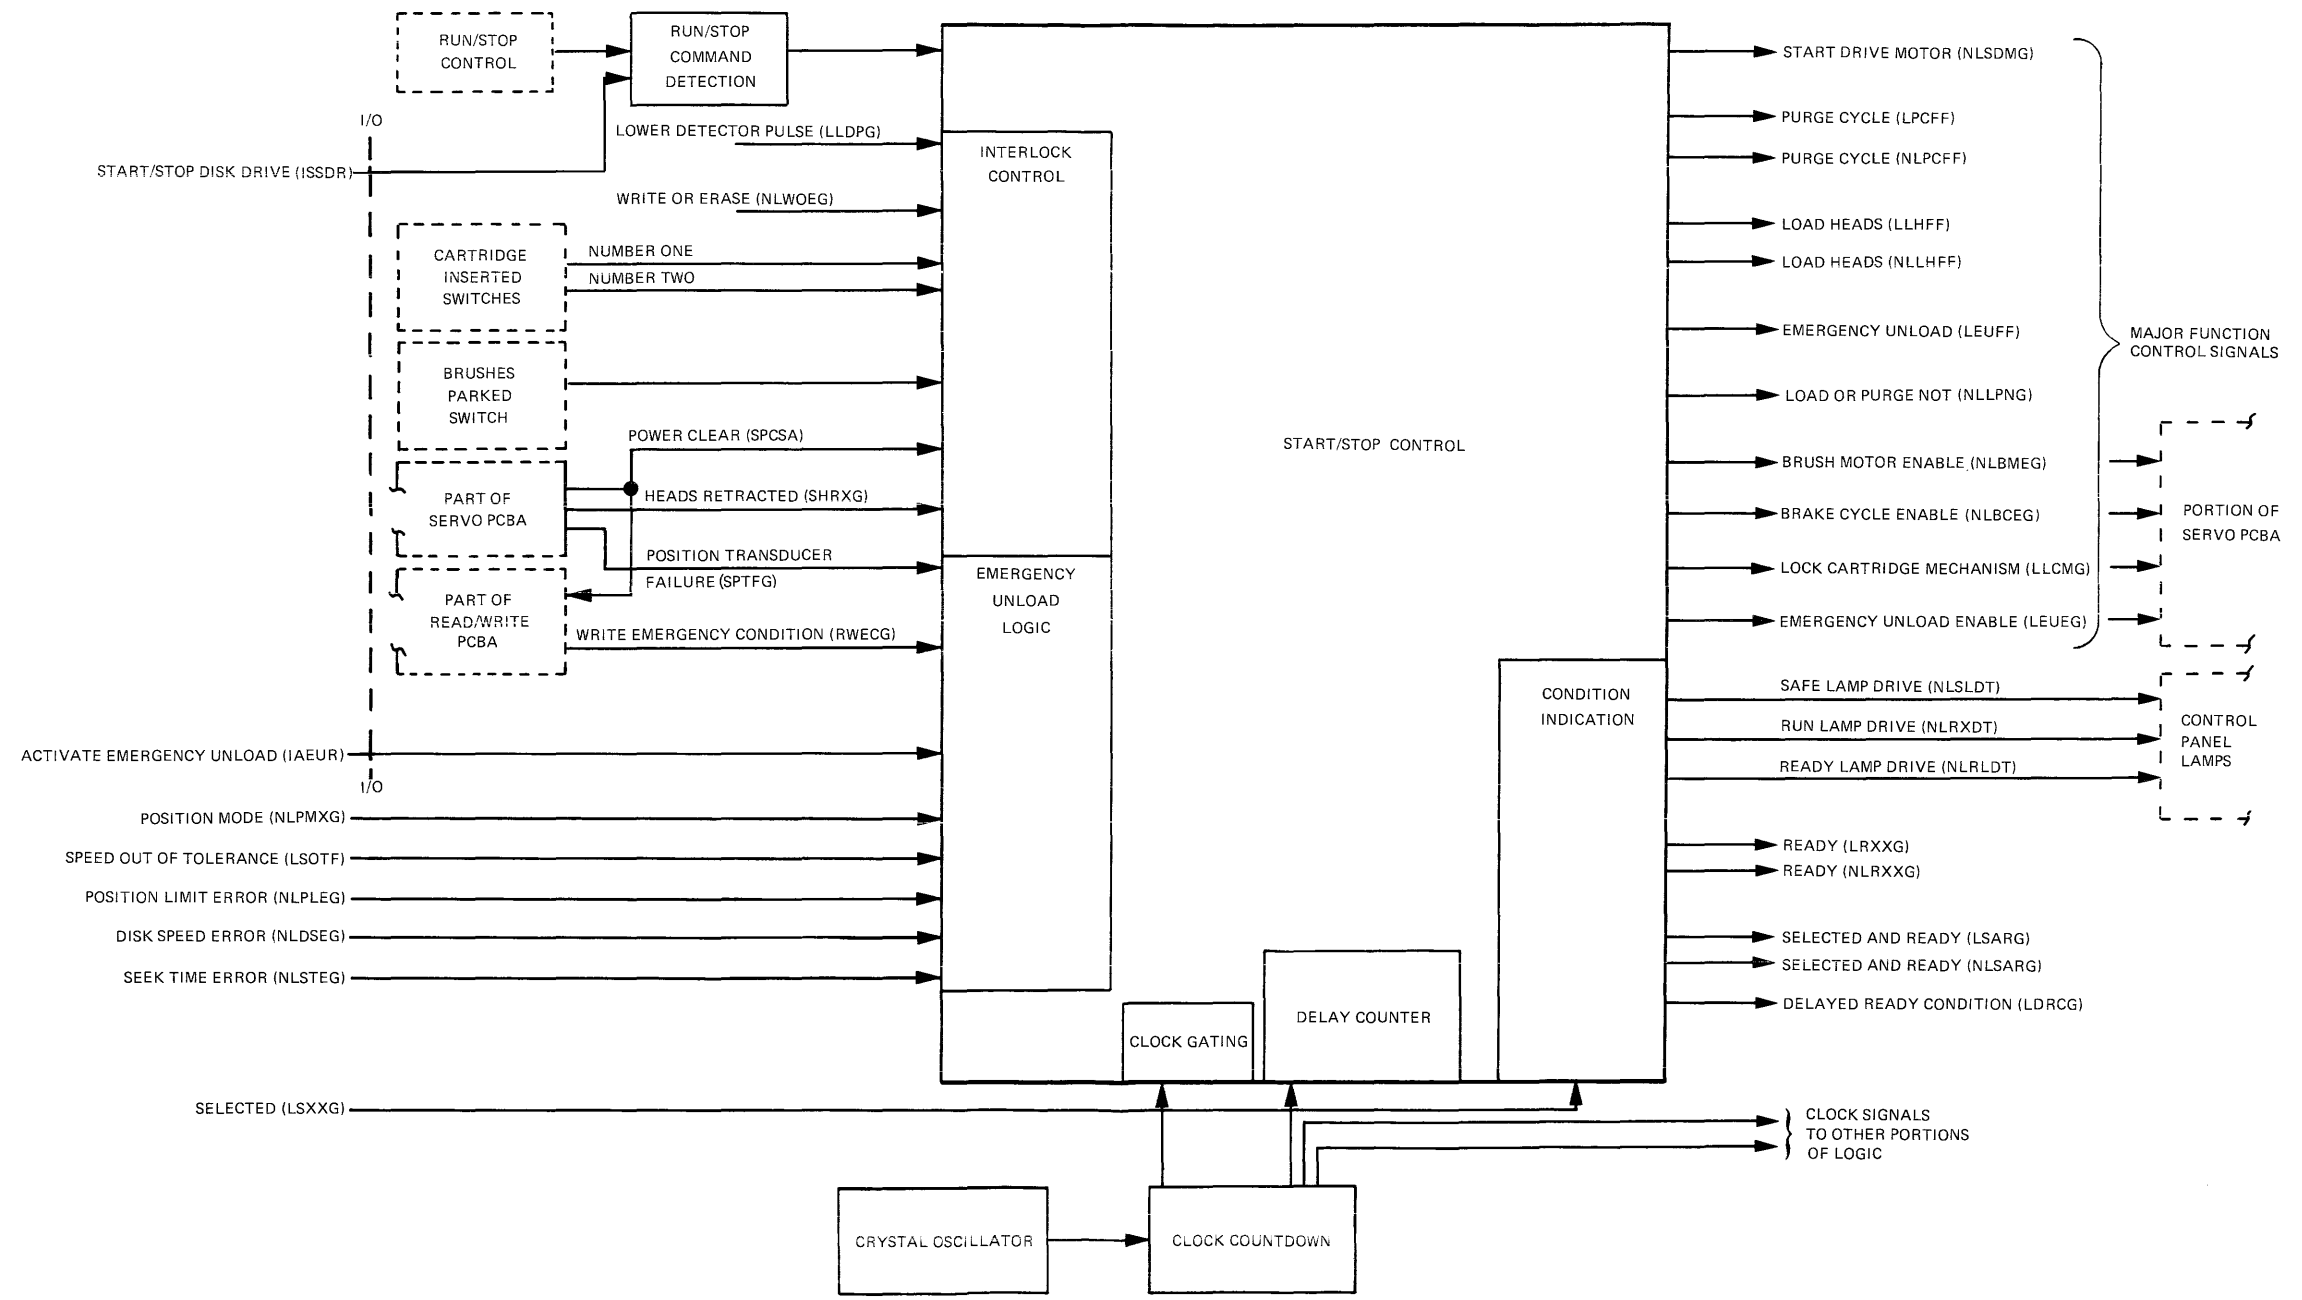 RUN/STOP
CONTROL
RUN/STOP
COMMAND
DETECTION
I/O
START/STOP DISK DRIVE (ISSDR)
LOWER DETECTOR PULSE (LLDPG)
WRITE OR ERASE (NLWOEG)
CARTRIDGE
INSERTED
SWITCHES
NUMBER ONE
NUMBER TWO
BRUSHES
PARKED
SWITCH
POWER CLEAR (SPCSA)
PART OF
SERVO PCBA
HEADS RETRACTED (SHRXG)
POSITION TRANSDUCER
FAILURE (SPTFG)
PART OF
READ/WRITE
PCBA
WRITE EMERGENCY CONDITION (RWECG)
ACTIVATE EMERGENCY UNLOAD (IAEUR)
I/O
POSITION MODE (NLPMXG)
SPEED OUT OF TOLERANCE (LSOTF)
POSITION LIMIT ERROR (NLPLEG)
DISK SPEED ERROR (NLDSEG)
SEEK TIME ERROR (NLSTEG)
SELECTED (LSXXG)
INTERLOCK
CONTROL
EMERGENCY
UNLOAD
LOGIC
START/STOP CONTROL
CONDITION
INDICATION
CLOCK GATING
DELAY COUNTER
CRYSTAL OSCILLATOR
CLOCK COUNTDOWN
START DRIVE MOTOR (NLSDMG)
PURGE CYCLE (LPCFF)
PURGE CYCLE (NLPCFF)
LOAD HEADS (LLHFF)
LOAD HEADS (NLLHFF)
EMERGENCY UNLOAD (LEUFF)
LOAD OR PURGE NOT (NLLPNG)
BRUSH MOTOR ENABLE (NLBMEG)
BRAKE CYCLE ENABLE (NLBCEG)
LOCK CARTRIDGE MECHANISM (LLCMG)
EMERGENCY UNLOAD ENABLE (LEUEG)
MAJOR FUNCTION
CONTROL SIGNALS
PORTION OF
SERVO PCBA
SAFE LAMP DRIVE (NLSLDT)
RUN LAMP DRIVE (NLRXDT)
READY LAMP DRIVE (NLRLDT)
CONTROL
PANEL
LAMPS
READY (LRXXG)
READY (NLRXXG)
SELECTED AND READY (LSARG)
SELECTED AND READY (NLSARG)
DELAYED READY CONDITION (LDRCG)
CLOCK SIGNALS
TO OTHER PORTIONS
OF LOGIC